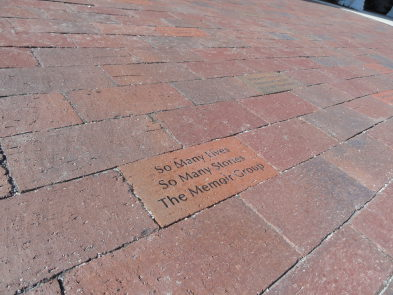 So Many Lives
So Many Stories
The Memoir Group